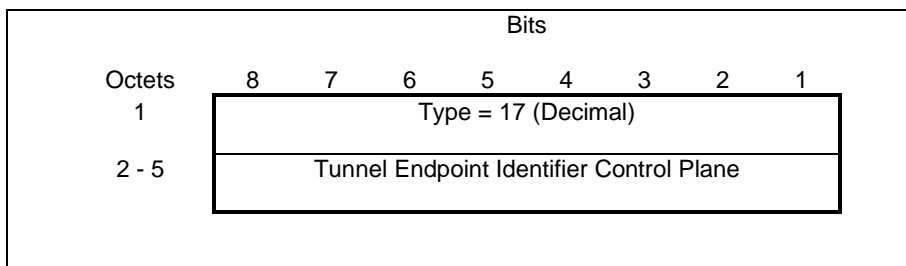 Bits
Octets 8 7 6 5 4 3 2 1
1 Type = 17 (Decimal)
2 - 5 Tunnel Endpoint Identifier Control Plane